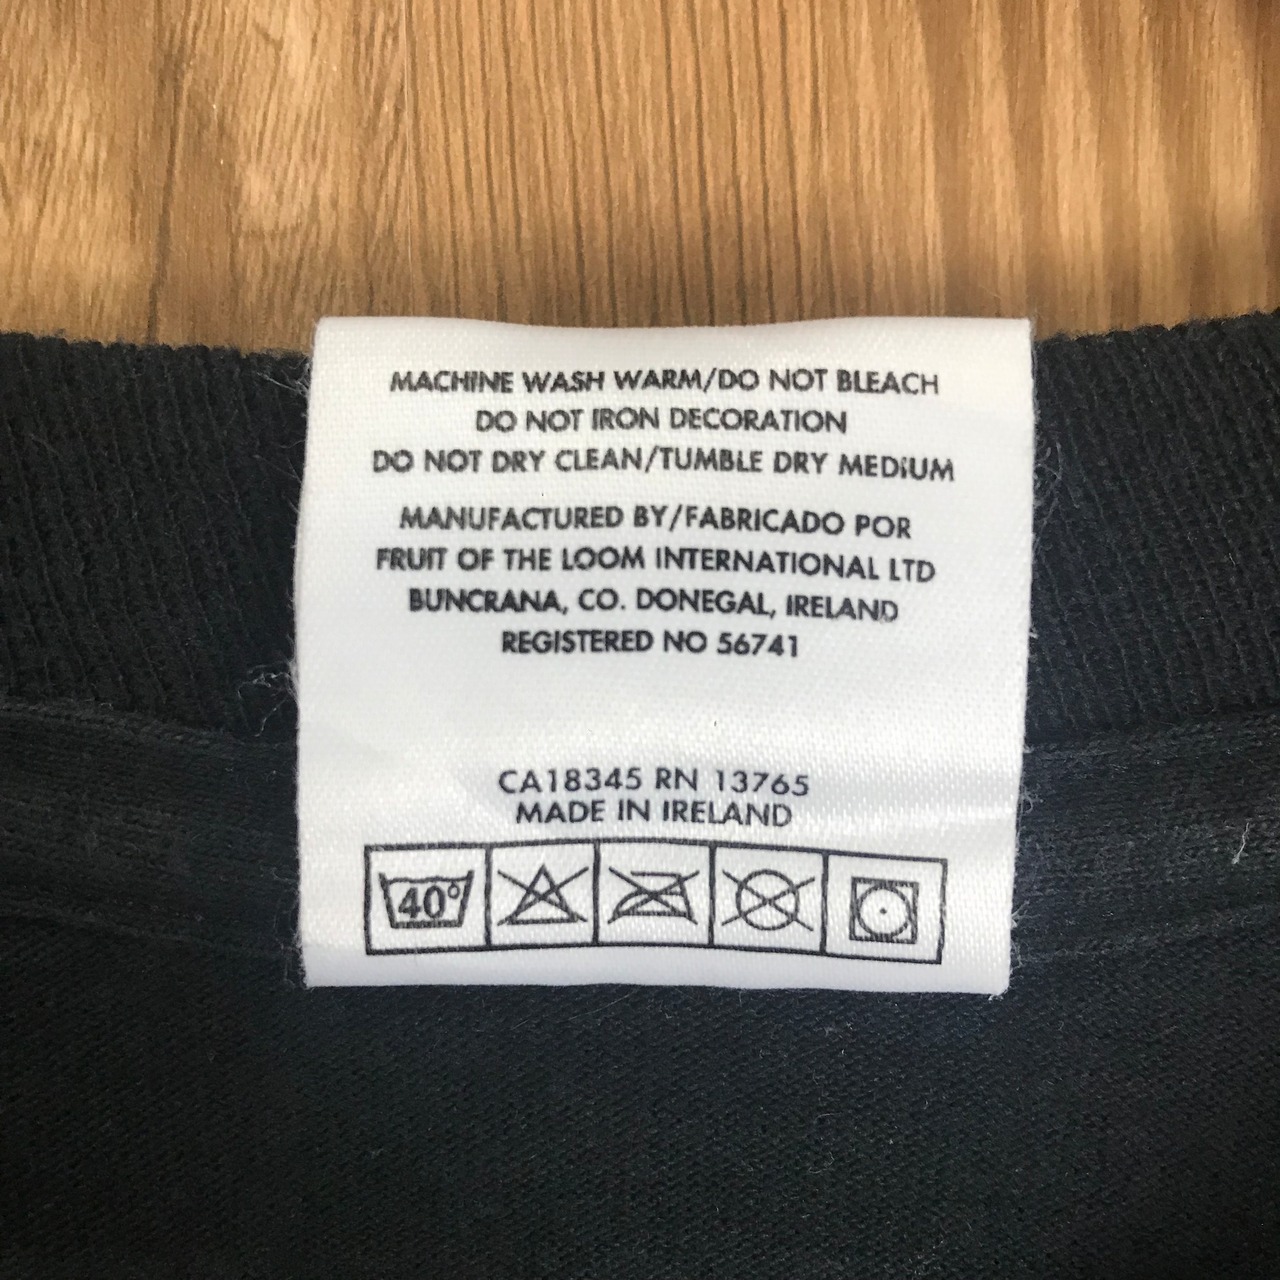 MACHINE WASH WARM/DO NOT BLEACH
DO NOT IRON DECORATION
DO NOT DRY CLEAN/TUMBLE DRY MEDIUM
MANUFACTURED BY/FABRICADO POR
FRUIT OF THE LOOM INTERNATIONAL LTD
BUNCRANA, CO. DONEGAL, IRELAND
REGISTERED NO 56741
CA18345 RN 13765
MADE IN IRELAND
40°